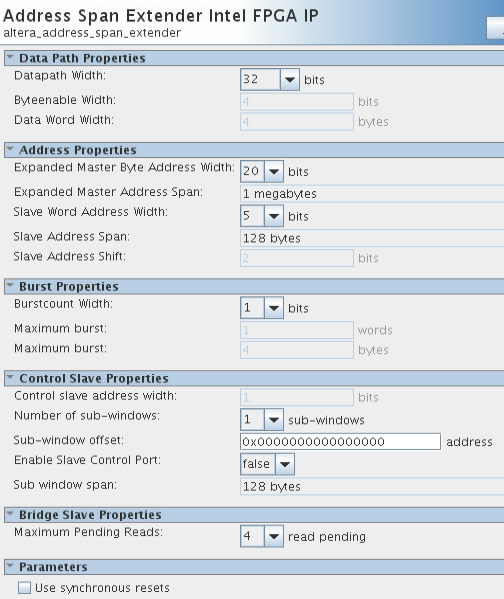 Address Span Extender Intel FPGA IP
altera_address_span_extender
Data Path Properties
Datapath Width: 32 bits
Byteenable Width: 4 bits
Data Word Width: 4 bytes
Address Properties
Expanded Master Byte Address Width: 20 bits
Expanded Master Address Span: 1 megabytes
Slave Word Address Width: 5 bits
Slave Address Span: 128 bytes
Slave Address Shift: 2 bits
Burst Properties
Burstcount Width: 1 bits
Maximum burst: 1 words
Maximum burst: 4 bytes
Control Slave Properties
Control slave address width: 1 bits
Number of sub-windows: 1 sub-windows
Sub-window offset: 0x0000000000000000 address
Enable Slave Control Port: false
Sub window span: 128 bytes
Bridge Slave Properties
Maximum Pending Reads: 4 read pending
Parameters
Use synchronous resets